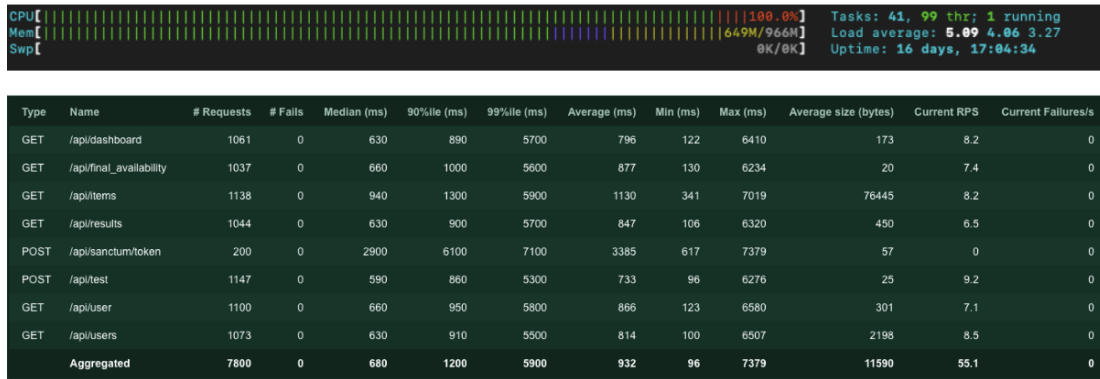 CPU[100.0%] Tasks: 41, 99 thr; 1 running
Mem[649M/966M] Load average: 5.09 4.06 3.27
Swp[0K/0K] Uptime: 16 days, 17:04:34
Type Name # Requests # Fails Median (ms) 90%ile (ms) 99%ile (ms) Average (ms) Min (ms) Max (ms) Average size (bytes) Current RPS Current Failures/s
GET /api/dashboard 1061 0 630 890 5700 796 122 6410 173 8.2 0
GET /api/final_availability 1037 0 660 1000 5600 877 130 6234 20 7.4 0
GET /api/items 1138 0 940 1300 5900 1130 341 7019 76445 8.2 0
GET /api/results 1044 0 630 900 5700 847 106 6320 450 6.5 0
POST /api/sanctum/token 200 0 2900 6100 7100 3385 617 7379 57 0 0
POST /api/test 1147 0 590 860 5300 733 96 6276 25 9.2 0
GET /api/user 1100 0 660 950 5800 866 123 6580 301 7.1 0
GET /api/users 1073 0 630 910 5500 814 100 6507 2198 8.5 0
Aggregated 7800 0 680 1200 5900 932 96 7379 11590 55.1 0